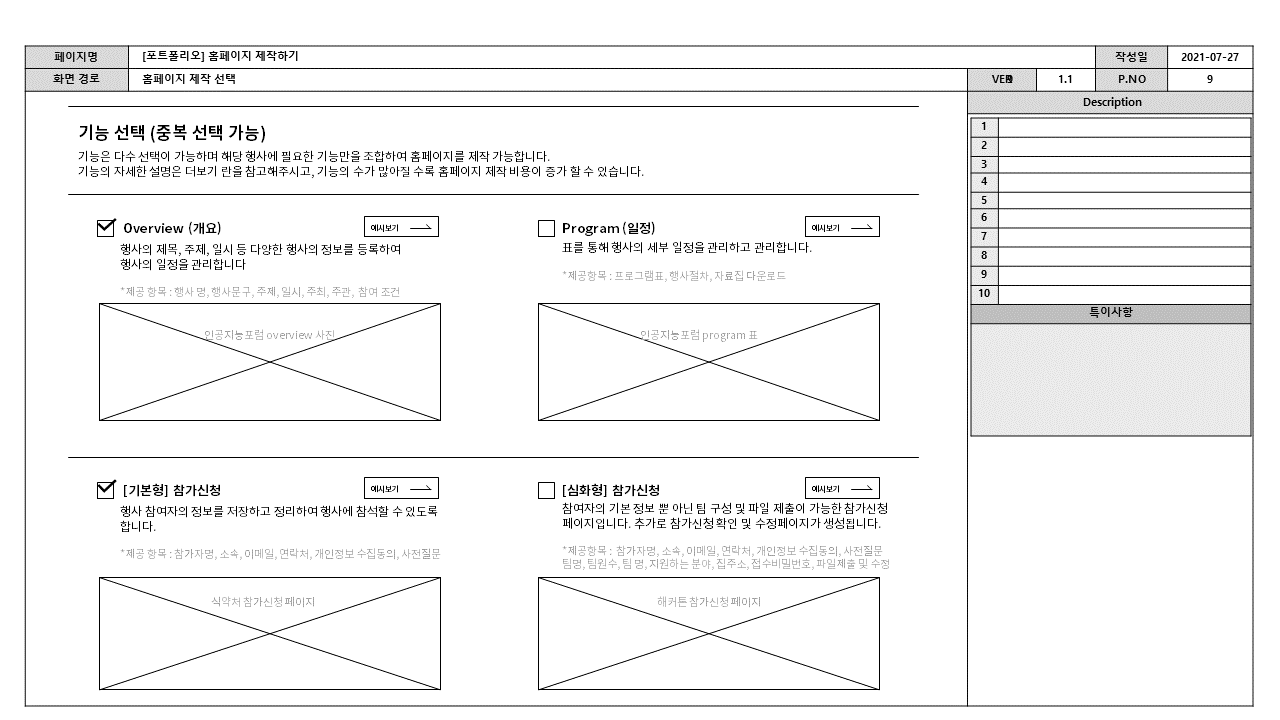 페이지명 [포트폴리오] 홈페이지 제작하기 작성일 2021-07-27
화면 경로 홈페이지 제작 선택 1.1 P.NO 9
Description
기능 선택 (중복 선택 가능)
기능은 다수 선택이 가능하며 해당 행사에 필요한 기능만을 조합하여 홈페이지를 제작 가능합니다.
기능의 자세한 설명은 더보기 란을 참고해주시고, 기능의 수가 많아질 수록 홈페이지 제작 비용이 증가 할 수 있습니다.
Overview (개요) 예시보기
행사의 제목, 주제, 일시 등 다양한 행사의 정보를 등록하여
행사의 일정을 관리합니다
*제공 항목 : 행사 명, 행사문구, 주제, 일시, 주최, 주관, 참여 조건
인공지능포럼 overview 사진
Program (일정) 예시보기
표를 통해 행사의 세부 일정을 관리하고 관리합니다.
*제공항목 : 프로그램표, 행사절차, 자료집 다운로드
인공지능포럼 program 표
[기본형] 참가신청 예시보기
행사 참여자의 정보를 저장하고 정리하여 행사에 참석할 수 있도록
합니다.
*제공 항목 : 참가자명, 소속, 이메일, 연락처, 개인정보 수집동의, 사전질문
식약처 참가신청 페이지
[심화형] 참가신청 예시보기
참여자의 기본 정보 뿐 아닌 팀 구성 및 파일 제출이 가능한 참가신청
페이지입니다. 추가로 참가신청 확인 및 수정페이지가 생성됩니다.
*제공항목 : 참가자명, 소속, 이메일, 연락처, 개인정보 수집동의, 사전질문
팀명, 팀원수, 팀 명, 지원하는 분야, 집주소, 접수비밀번호, 파일제출 및 수정
해커톤 참가신청 페이지
1
2
3
4
5
6
7
8
9
10
특이사항